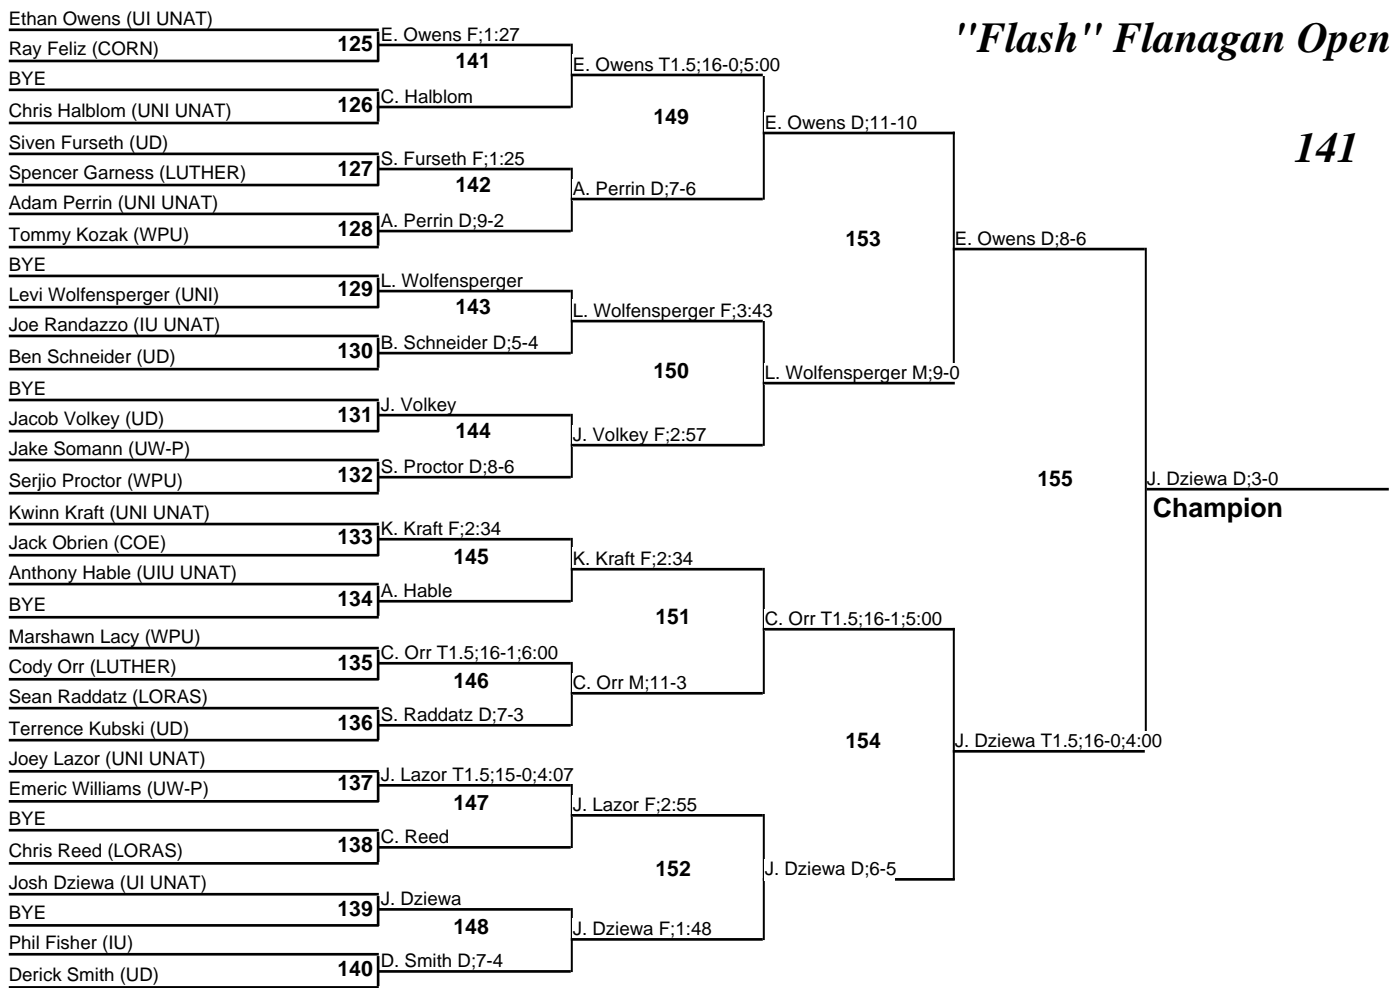 "Flash" Flanagan Open
141
Ethan Owens (UI UNAT)
Ray Feliz (CORN)
BYE
Chris Halblom (UNI UNAT)
Siven Furseth (UD)
Spencer Garness (LUTHER)
Adam Perrin (UNI UNAT)
Tommy Kozak (WPU)
BYE
Levi Wolfensperger (UNI)
Joe Randazzo (IU UNAT)
Ben Schneider (UD)
BYE
Jacob Volkey (UD)
Jake Somann (UW-P)
Serjio Proctor (WPU)
Kwinn Kraft (UNI UNAT)
Jack Obrien (COE)
Anthony Hable (UIU UNAT)
BYE
Marshawn Lacy (WPU)
Cody Orr (LUTHER)
Sean Raddatz (LORAS)
Terrence Kubski (UD)
Joey Lazor (UNI UNAT)
Emeric Williams (UW-P)
BYE
Chris Reed (LORAS)
Josh Dziewa (UI UNAT)
BYE
Phil Fisher (IU)
Derick Smith (UD)
125
126
127
128
129
130
131
132
133
134
135
136
137
138
139
140
E. Owens F;1:27
141
C. Halblom
S. Furseth F;1:25
142
A. Perrin D;9-2
L. Wolfensperger
143
B. Schneider D;5-4
J. Volkey
144
S. Proctor D;8-6
K. Kraft F;2:34
145
A. Hable
C. Orr T1.5;16-1;6:00
146
S. Raddatz D;7-3
J. Lazor T1.5;15-0;4:07
147
C. Reed
J. Dziewa
148
D. Smith D;7-4
E. Owens T1.5;16-0;5:00
149
A. Perrin D;7-6
L. Wolfensperger F;3:43
150
J. Volkey F;2:57
K. Kraft F;2:34
151
C. Orr M;11-3
J. Lazor F;2:55
152
J. Dziewa F;1:48
E. Owens D;11-10
153
L. Wolfensperger M;9-0
C. Orr T1.5;16-1;5:00
154
J. Dziewa D;6-5
E. Owens D;8-6
155
J. Dziewa T1.5;16-0;4:00
J. Dziewa D;3-0
Champion